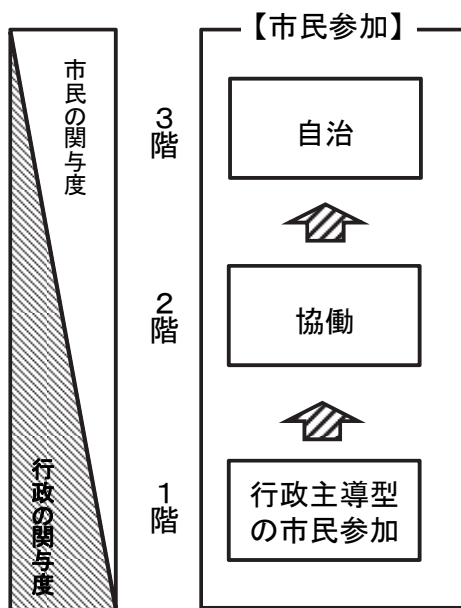 【市民参加】
市民の関与度
3階
自治
2階
協働
行政の関与度
1階
行政主導型
の市民参加